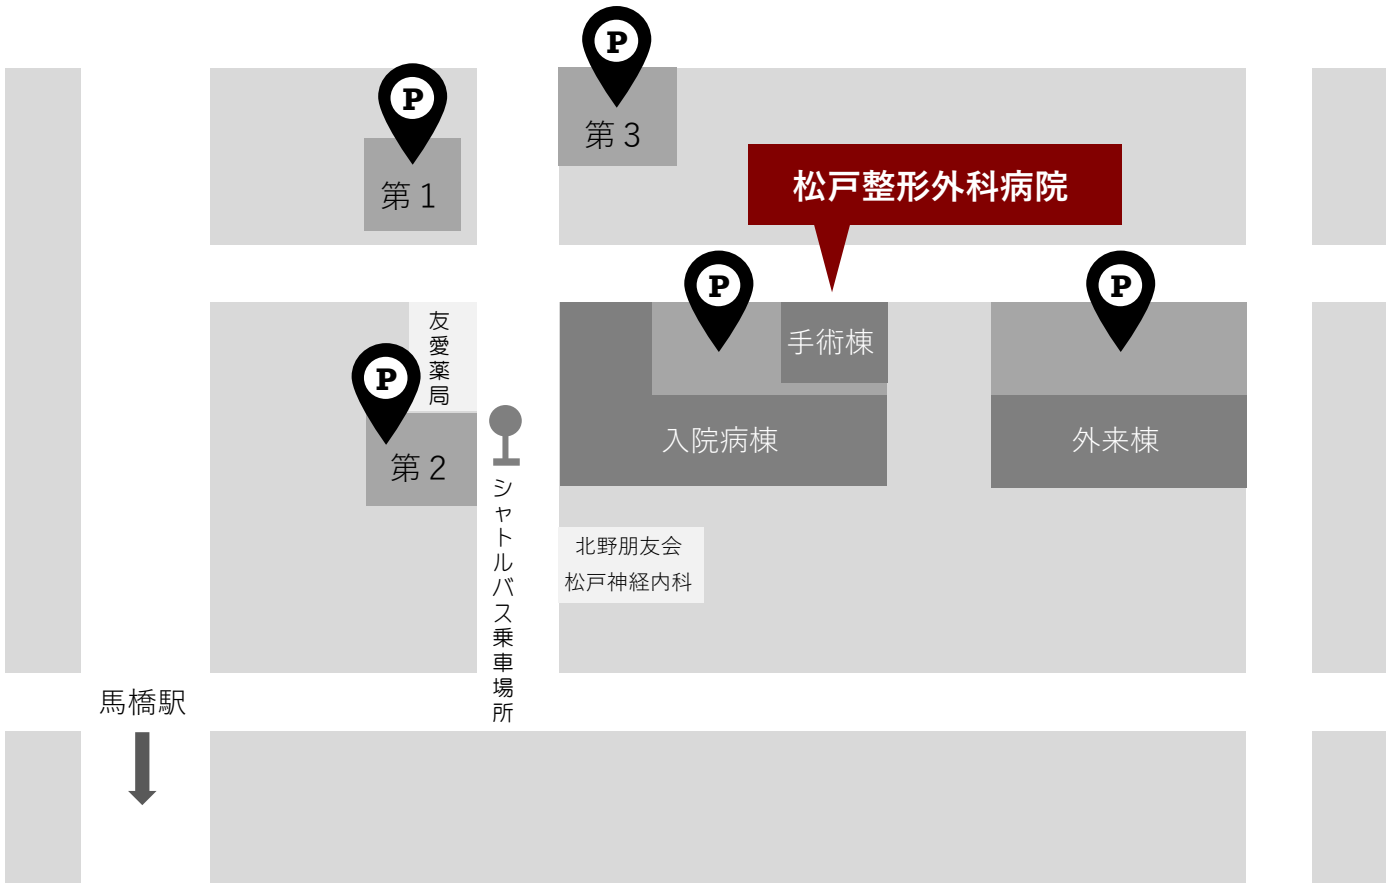 P
P
第3
第1
松戸整形外科病院
P
P
友愛薬局
手術棟
P
入院病棟
外来棟
第2
シャトルバス乗車場所
北野朋友会
松戸神経内科
馬橋駅